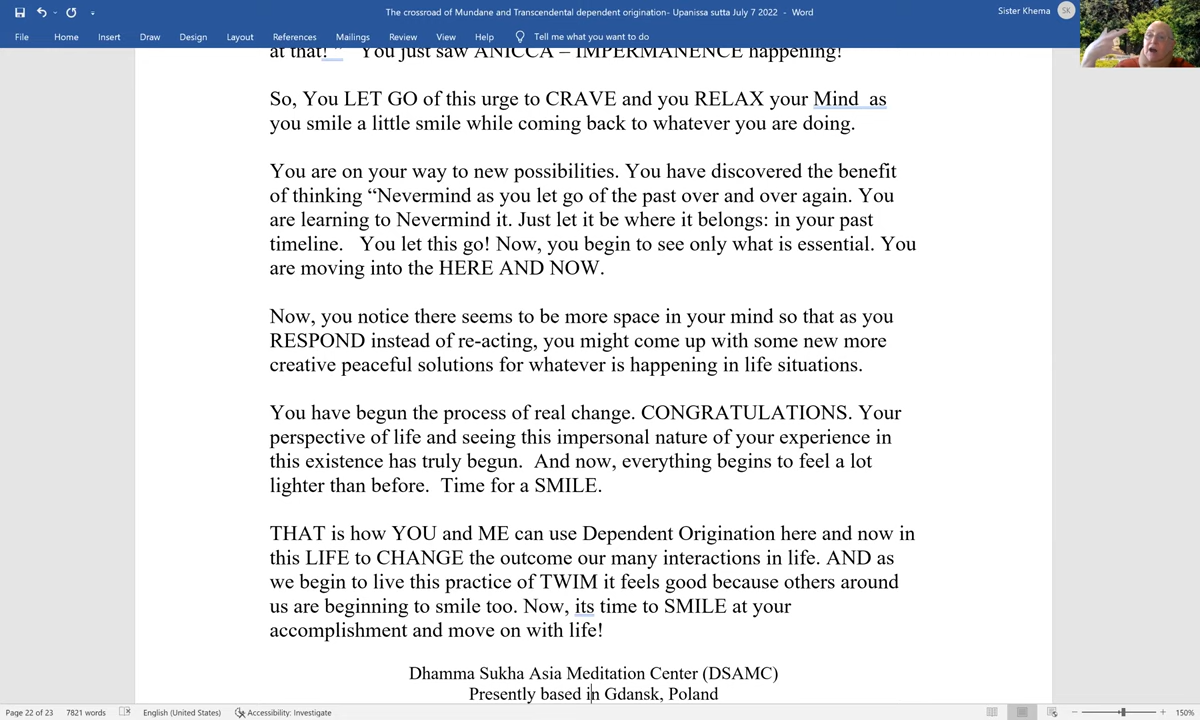 The crossroad of Mundane and Transcendental dependent origination- Upanissa sutta July 7 2022 - Word
Sister Khema
SK
File Home Insert Draw Design Layout References Mailings Review View Help Tell me what you want to do
at that! ” You just saw ANICCA – IMPERMANENCE happening!
So, You LET GO of this urge to CRAVE and you RELAX your Mind as
you smile a little smile while coming back to whatever you are doing.
You are on your way to new possibilities. You have discovered the benefit
of thinking “Nevermind as you let go of the past over and over again. You
are learning to Nevermind it. Just let it be where it belongs: in your past
timeline. You let this go! Now, you begin to see only what is essential. You
are moving into the HERE AND NOW.
Now, you notice there seems to be more space in your mind so that as you
RESPOND instead of re-acting, you might come up with some new more
creative peaceful solutions for whatever is happening in life situations.
You have begun the process of real change. CONGRATULATIONS. Your
perspective of life and seeing this impersonal nature of your experience in
this existence has truly begun. And now, everything begins to feel a lot
lighter than before. Time for a SMILE.
THAT is how YOU and ME can use Dependent Origination here and now in
this LIFE to CHANGE the outcome our many interactions in life. AND as
we begin to live this practice of TWIM it feels good because others around
us are beginning to smile too. Now, its time to SMILE at your
accomplishment and move on with life!
Dhamma Sukha Asia Meditation Center (DSAMC)
Presently based in Gdansk, Poland
Page 22 of 23 7821 words English (United States) Accessibility: Investigate 150%